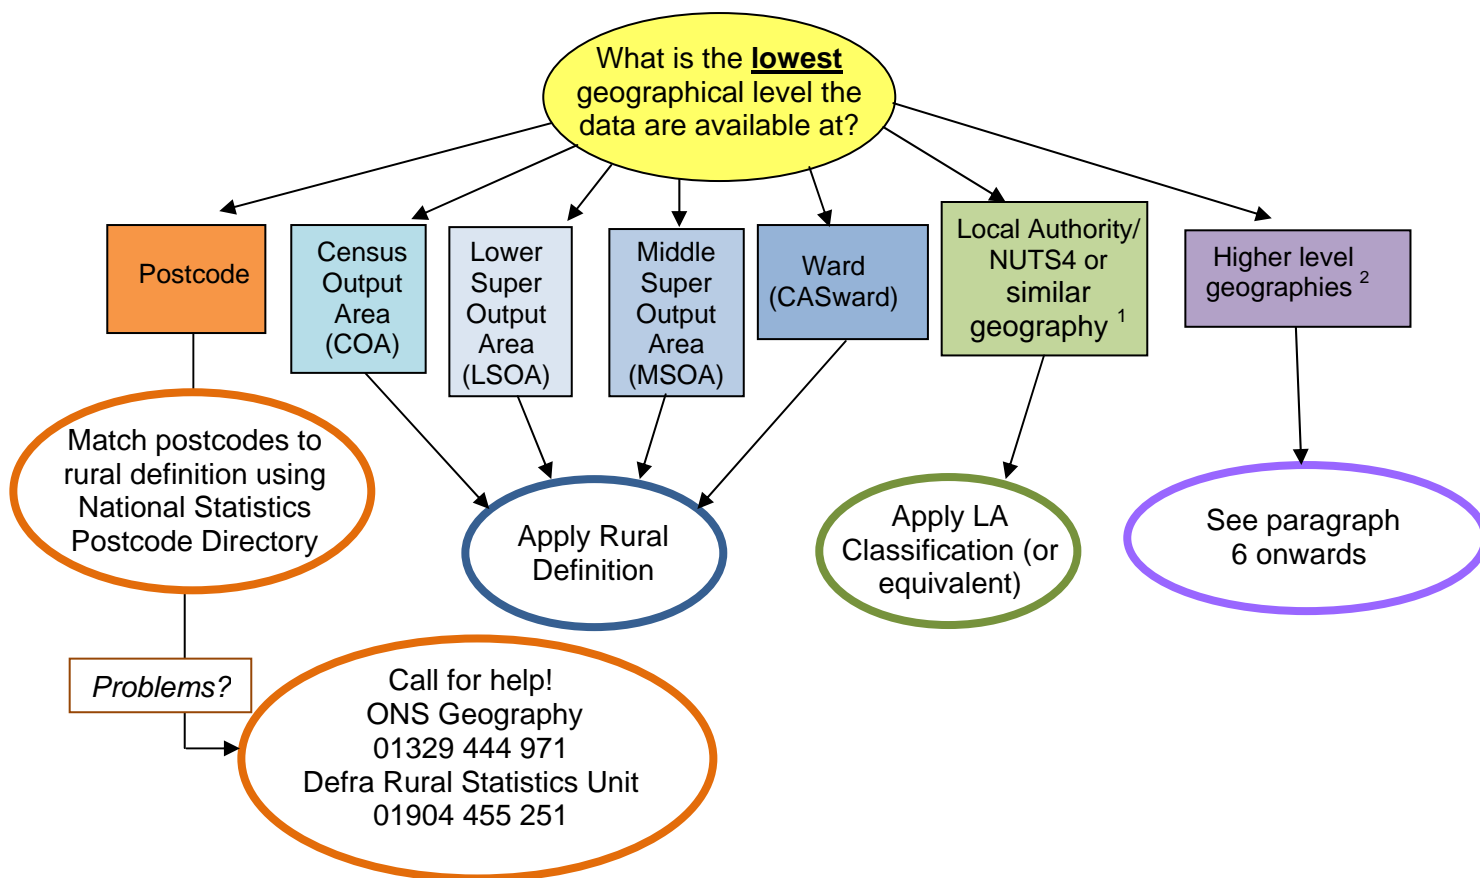 What is the lowest
geographical level the
data are available at?
Postcode
Census
Output
Area
(COA)
Lower
Super
Output
Area
(LSOA)
Middle
Super
Output
Area
(MSOA)
Ward
(CASward)
Local Authority/
NUTS4 or
similar
geography 1
Higher level
geographies 2
Match postcodes to
rural definition using
National Statistics
Postcode Directory
Apply Rural
Definition
Apply LA
Classification (or
equivalent)
See paragraph
6 onwards
Problems?
Call for help!
ONS Geography
01329 444 971
Defra Rural Statistics Unit
01904 455 251